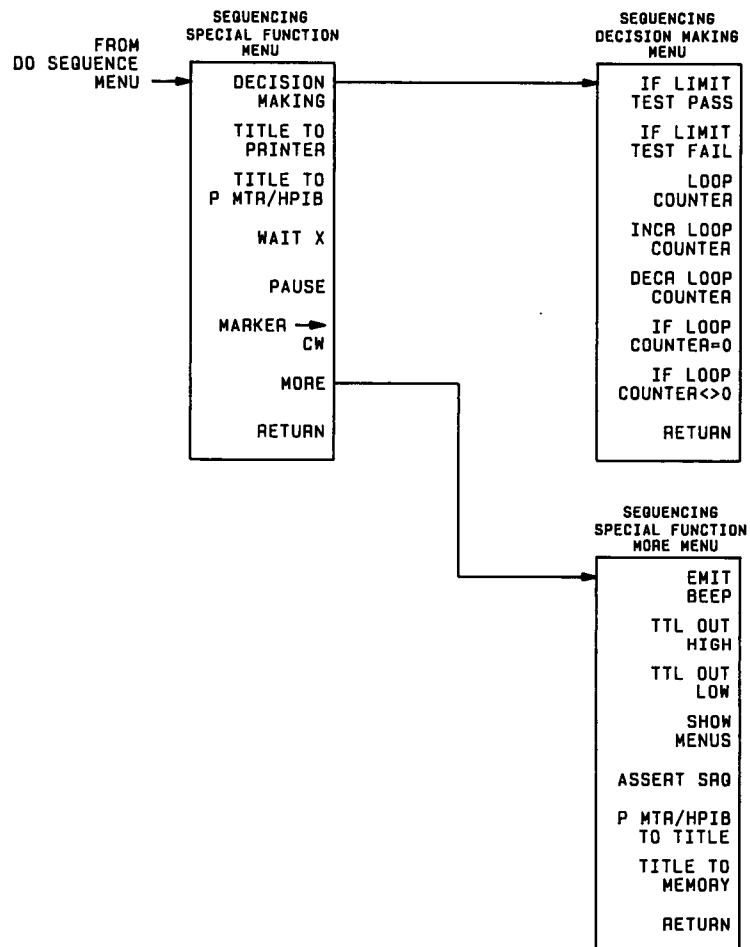 FROM
DO SEQUENCE
MENU
SEQUENCING
SPECIAL FUNCTION
MENU
DECISION
MAKING
TITLE TO
PRINTER
TITLE TO
P MTR/HPIB
WAIT X
PAUSE
MARKER →
CW
MORE
RETURN
SEQUENCING
DECISION MAKING
MENU
IF LIMIT
TEST PASS
IF LIMIT
TEST FAIL
LOOP
COUNTER
INCR LOOP
COUNTER
DECR LOOP
COUNTER
IF LOOP
COUNTER=0
IF LOOP
COUNTER<>0
RETURN
SEQUENCING
SPECIAL FUNCTION
MORE MENU
EMIT
BEEP
TTL OUT
HIGH
TTL OUT
LOW
SHOW
MENUS
ASSERT SRQ
P MTR/HPIB
TO TITLE
TITLE TO
MEMORY
RETURN